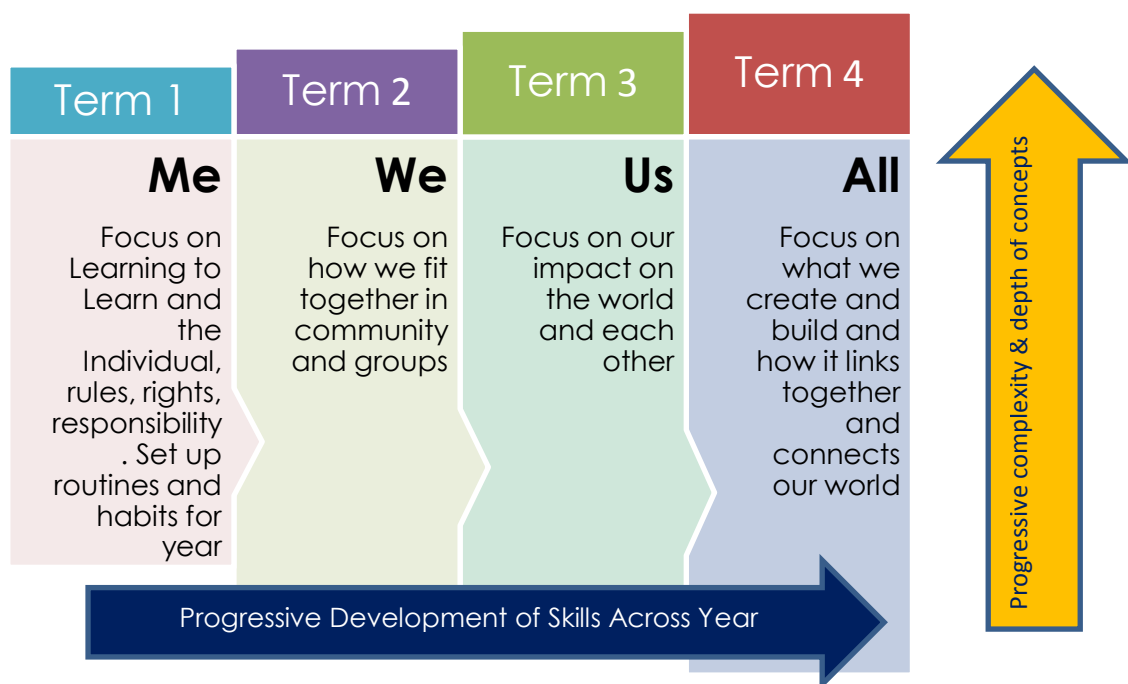 Term 1
Me
Focus on
Learning to
Learn and
the
Individual,
rules, rights,
responsibility
. Set up
routines and
habits for
year
Term 2
We
Focus on
how we fit
together in
community
and groups
Term 3
Us
Focus on our
impact on
the world
and each
other
Term 4
All
Focus on
what we
create and
build and
how it links
together
and
connects
our world
Progressive Development of Skills Across Year
Progressive complexity & depth of concepts